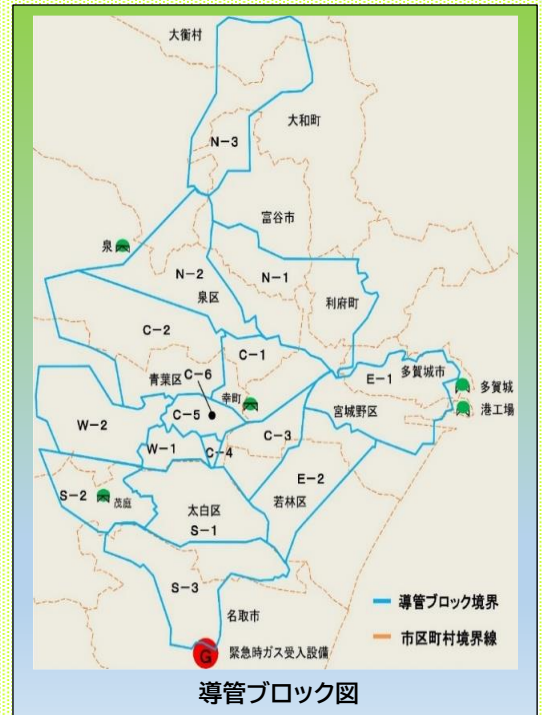 大衡村
大和町
N-3
富谷市
泉
N-2
N-1
泉区
利府町
C-2
C-1
青葉区
C-6
多賀城市
E-1
多賀城
幸町
C-5
宮城野区
港工場
W-2
C-3
W-1
C-4
E-2
S-2
茂庭
太白区
若林区
S-1
S-3
名取市
導管ブロック境界
市区町村境界線
G
緊急時ガス受入設備
導管ブロック図